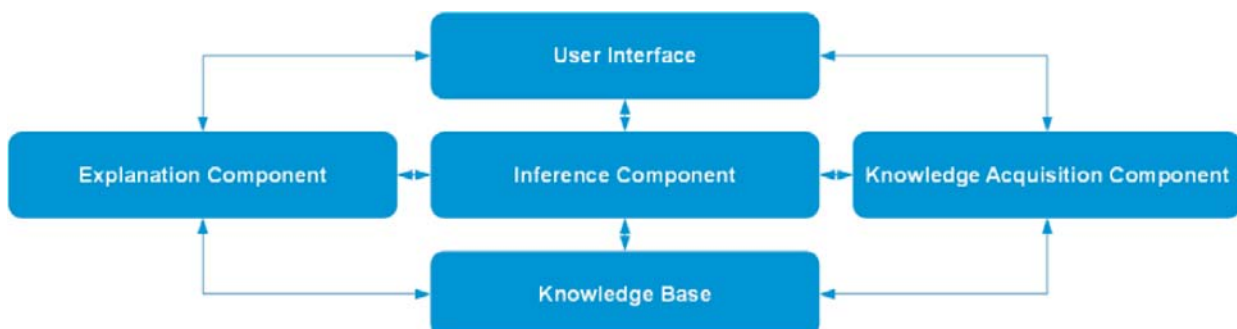 User Interface
Explanation Component
Inference Component
Knowledge Acquisition Component
Knowledge Base